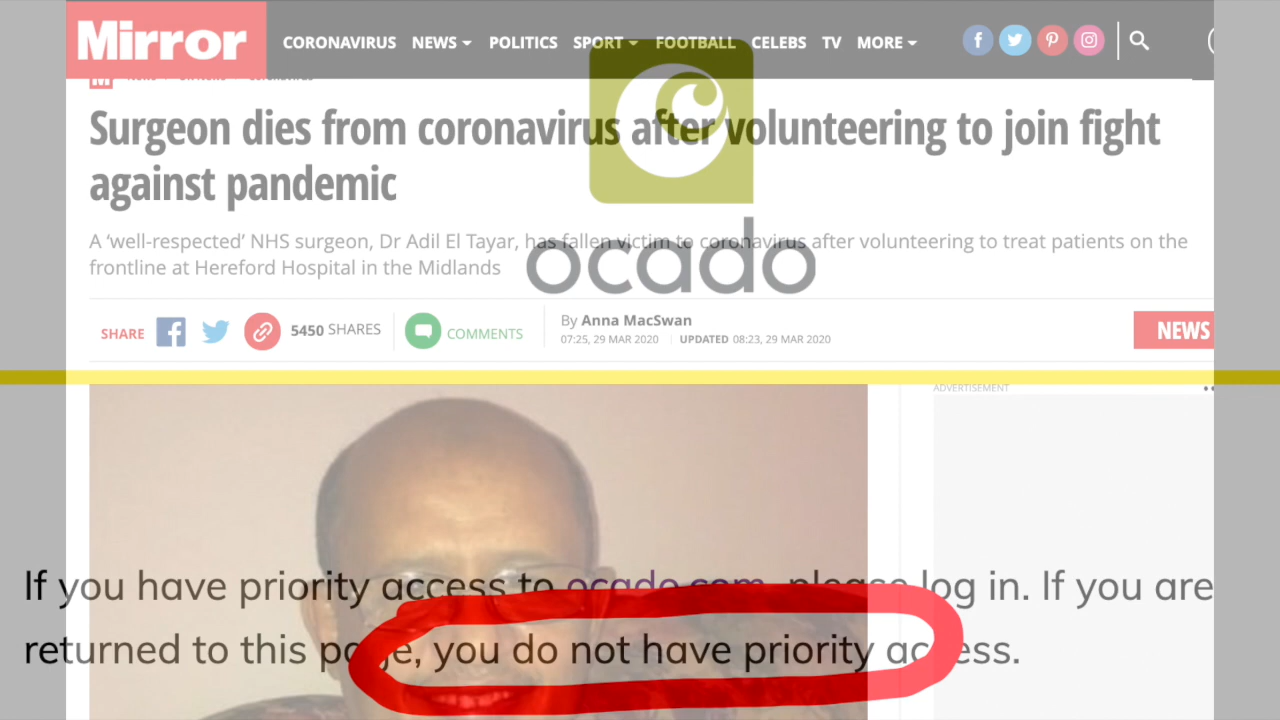 Mirror
CORONAVIRUS NEWS POLITICS SPORT FOOTBALL CELEBS TV MORE
Surgeon dies from coronavirus after volunteering to join fight
against pandemic
A ‘well-respected’ NHS surgeon, Dr Adil El Tayar, has fallen victim to coronavirus after volunteering to treat patients on the
frontline at Hereford Hospital in the Midlands
ocado
SHARE 5450 SHARES COMMENTS
By Anna MacSwan
07:25, 29 MAR 2020 UPDATED 08:23, 29 MAR 2020
NEWS
ADVERTISEMENT
If you have priority access to ocado.com, please log in. If you are
returned to this page, you do not have priority access.